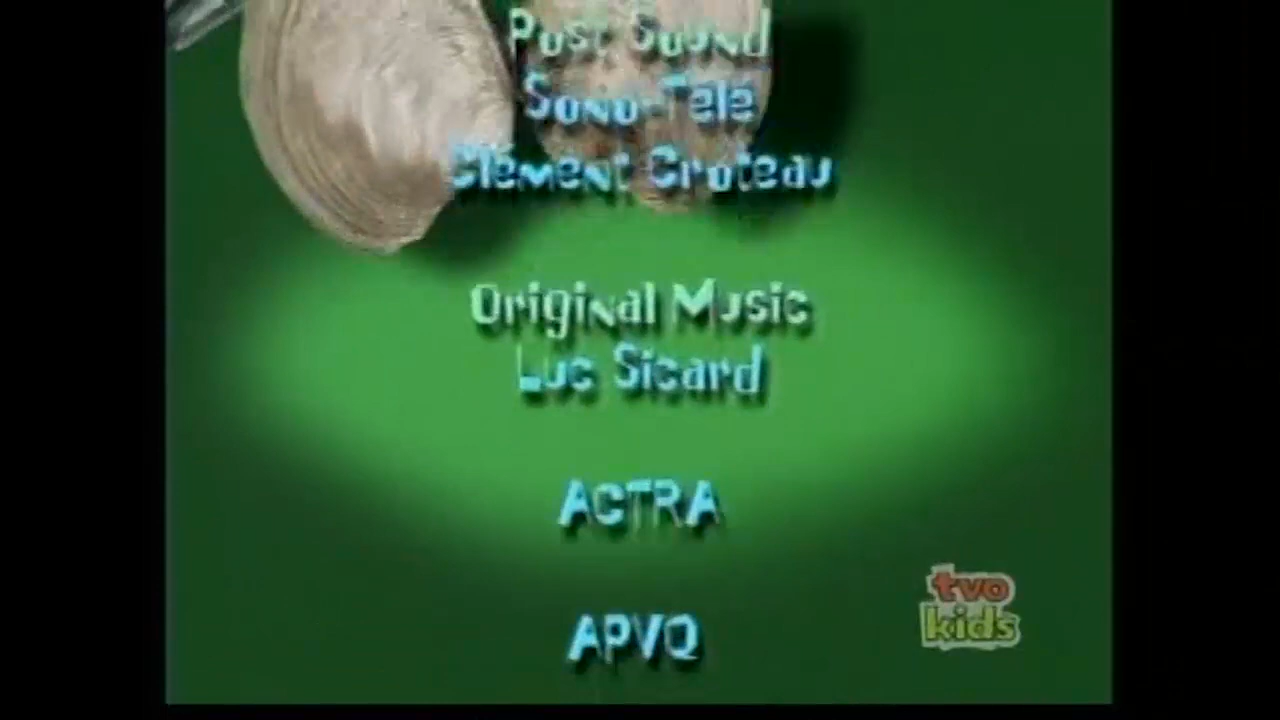 Post Sound
Sono-Télé
Clément Croteau
Original Music
Luc Sicard
ACTRA
APVQ
tvo
kids